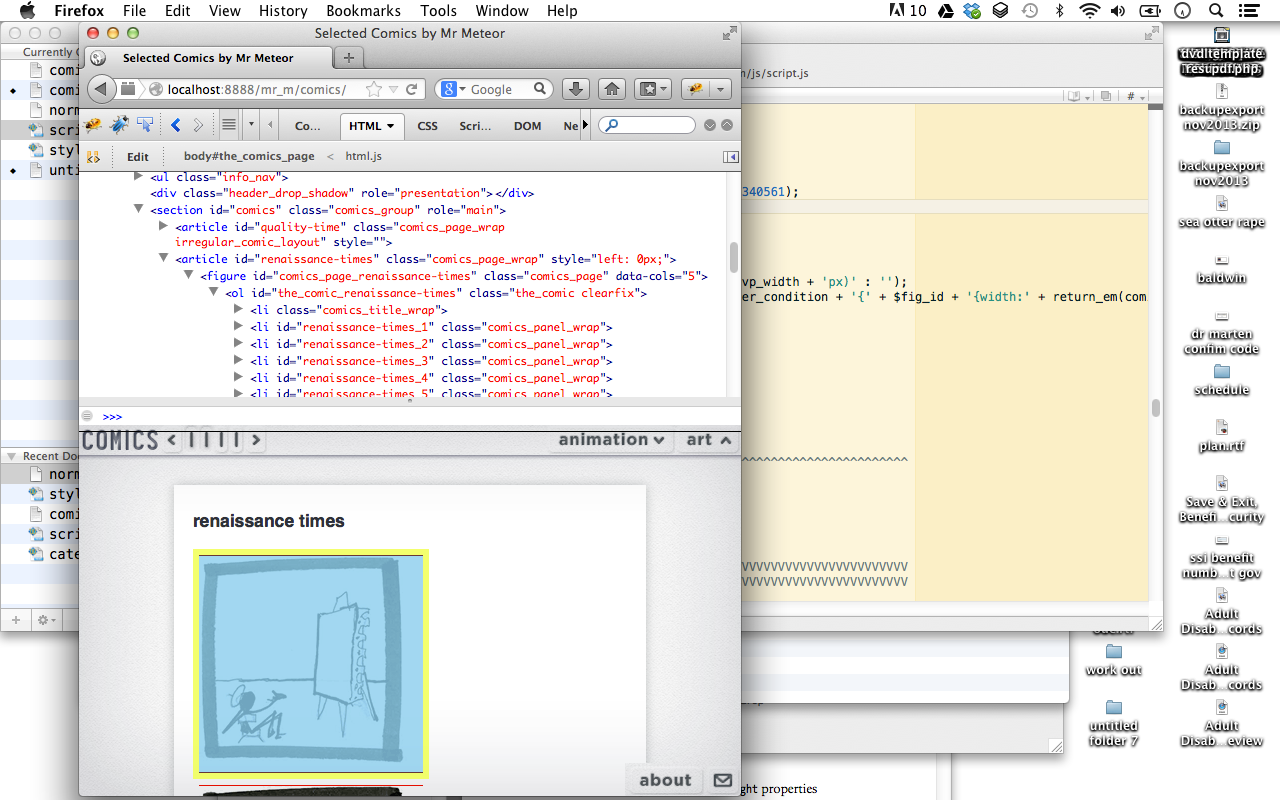 Firefox File Edit View History Bookmarks Tools Window Help
10
Selected Comics by Mr Meteor
Selected Comics by Mr Meteor
localhost:8888/mr_m/comics/
Google
Co...
HTML
CSS
Scri...
DOM
Ne
Edit
body#the_comics_page < html.js
<ul class="info_nav">
<div class="header_drop_shadow" role="presentation"></div>
<section id="comics" class="comics_group" role="main">
<article id="quality-time" class="comics_page_wrap
irregular_comic_layout" style="">
<article id="renaissance-times" class="comics_page_wrap" style="left: 0px;">
<figure id="comics_page_renaissance-times" class="comics_page" data-cols="5">
<ol id="the_comic_renaissance-times" class="the_comic clearfix">
<li class="comics_title_wrap">
<li id="renaissance-times_1" class="comics_panel_wrap">
<li id="renaissance-times_2" class="comics_panel_wrap">
<li id="renaissance-times_3" class="comics_panel_wrap">
<li id="renaissance-times_4" class="comics_panel_wrap">
<li id="renaissance-times_5" class="comics_panel_wrap">
>>>
COMICS < | | | | >
animation
art
renaissance times
about
Currently O
comi
comi
norm
scri
styl
unti
Recent Do
norm
styl
comi
scri
cate
m/js/script.js
#
340561);
vp_width + 'px)' : '');
er_condition + '{' + $fig_id + '{width:' + return_em(com
^^^^^^^^^^^^^^^^^^^^^^^
VVVVVVVVVVVVVVVVVVVVVVV
VVVVVVVVVVVVVVVVVVVVVVV
ght properties
backupexport
nov2013.zip
backupexport
nov2013
sea otter rape
baldwin
dr marten
confim code
schedule
plan.rtf
Save & Exit,
Benefi...curity
ssi benefit
numb...t gov
Adult
Disab...cords
work out
Adult
Disab...cords
untitled
folder 7
Adult
Disab...eview